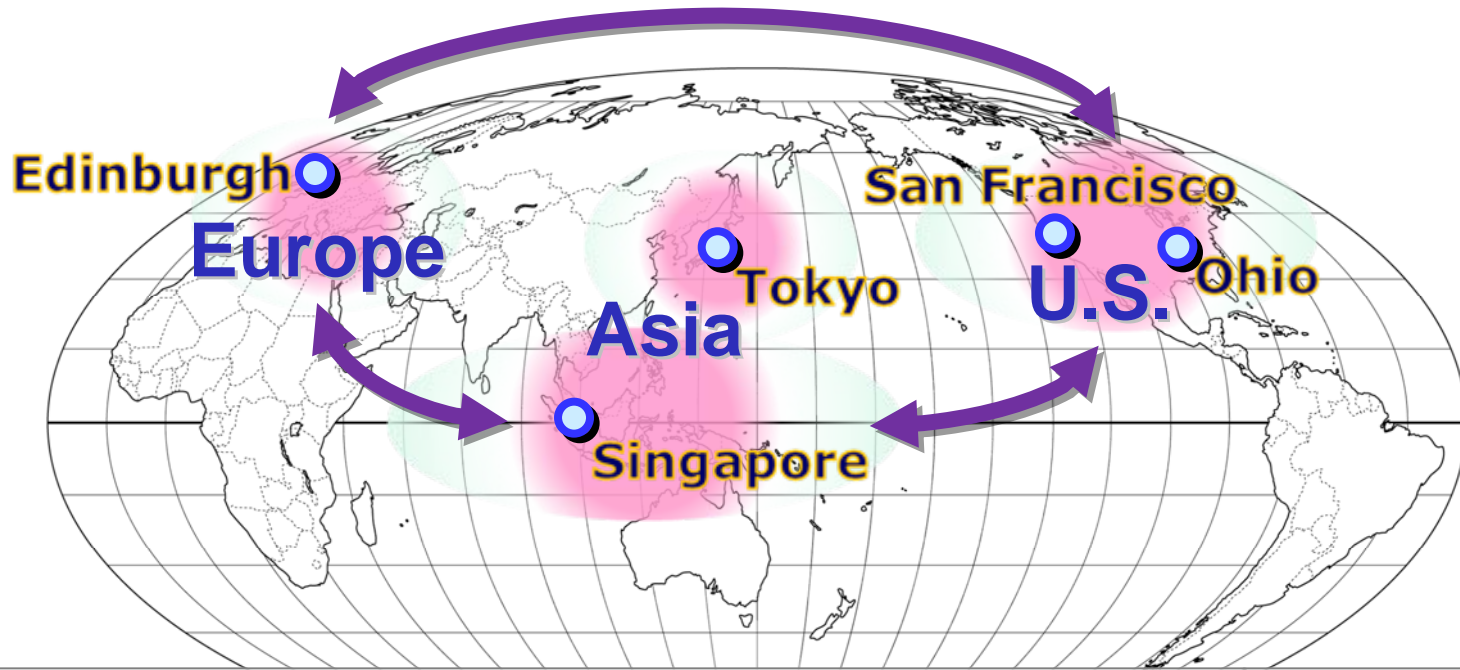 Edinburgh
Europe
San Francisco
Tokyo
Ohio
U.S.
Asia
Singapore